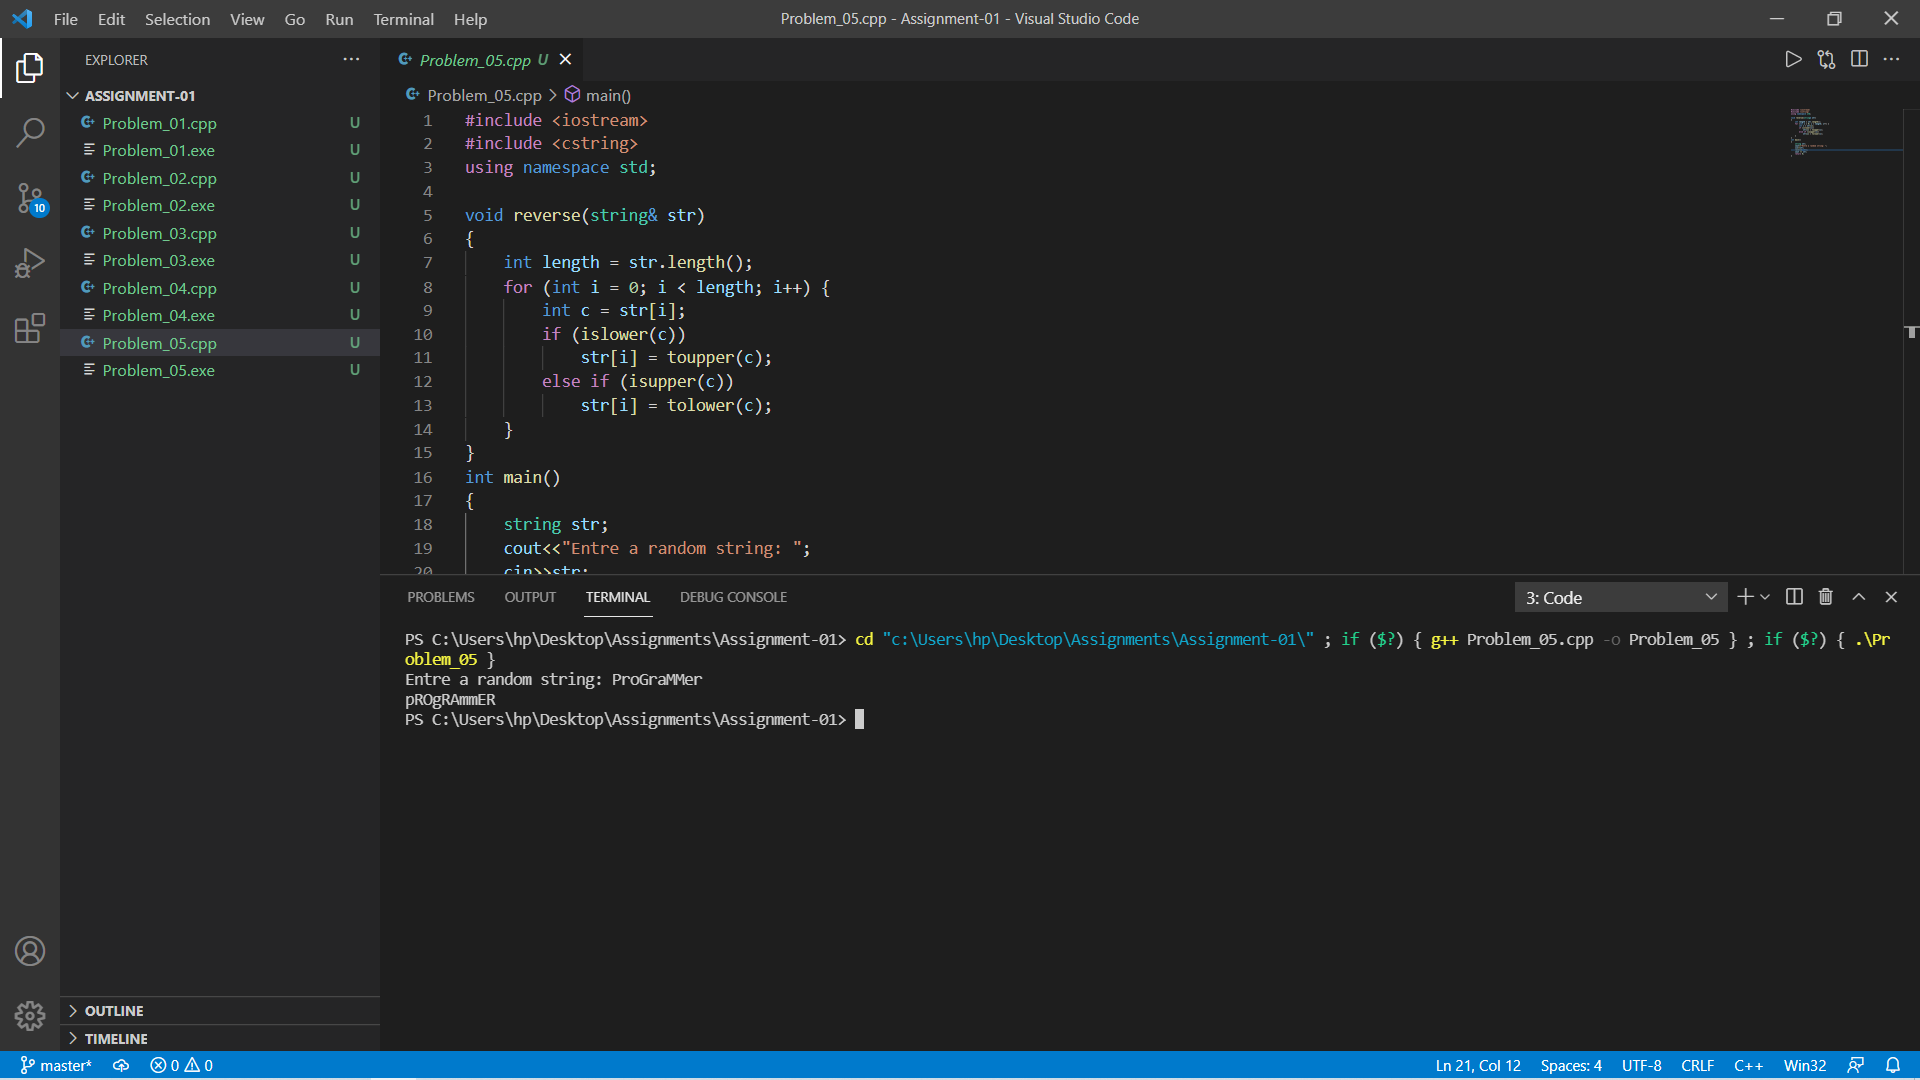 File Edit Selection View Go Run Terminal Help
Problem_05.cpp - Assignment-01 - Visual Studio Code
EXPLORER
ASSIGNMENT-01
Problem_01.cpp U
Problem_01.exe U
Problem_02.cpp U
Problem_02.exe U
Problem_03.cpp U
Problem_03.exe U
Problem_04.cpp U
Problem_04.exe U
Problem_05.cpp U
Problem_05.exe U
10
OUTLINE
TIMELINE
Problem_05.cpp U
Problem_05.cpp > main()
1 #include <iostream>
2 #include <cstring>
3 using namespace std;
4
5 void reverse(string& str)
6 {
7     int length = str.length();
8     for (int i = 0; i < length; i++) {
9         int c = str[i];
10         if (islower(c))
11             str[i] = toupper(c);
12         else if (isupper(c))
13             str[i] = tolower(c);
14     }
15 }
16 int main()
17 {
18     string str;
19     cout<<"Entre a random string: ";
20     cin>>str;
PROBLEMS OUTPUT TERMINAL DEBUG CONSOLE
3: Code
PS C:\Users\hp\Desktop\Assignments\Assignment-01> cd "c:\Users\hp\Desktop\Assignments\Assignment-01\" ; if ($?) { g++ Problem_05.cpp -o Problem_05 } ; if ($?) { .\Pr
oblem_05 }
Entre a random string: ProGraMMer
pROgRAmmER
PS C:\Users\hp\Desktop\Assignments\Assignment-01>
master* 0 0
Ln 21, Col 12 Spaces: 4 UTF-8 CRLF C++ Win32